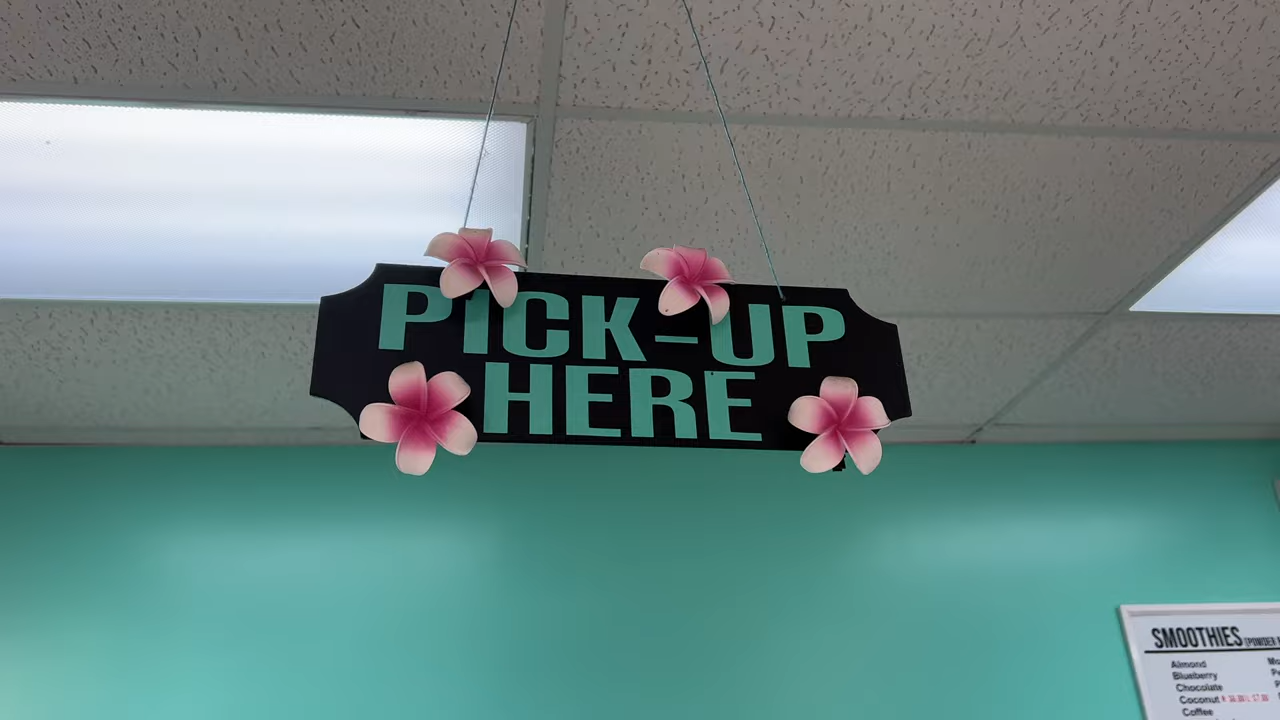 PICK-UP
HERE
SMOOTHIES
Almond
Blueberry
Chocolate
Coconut
Coffee